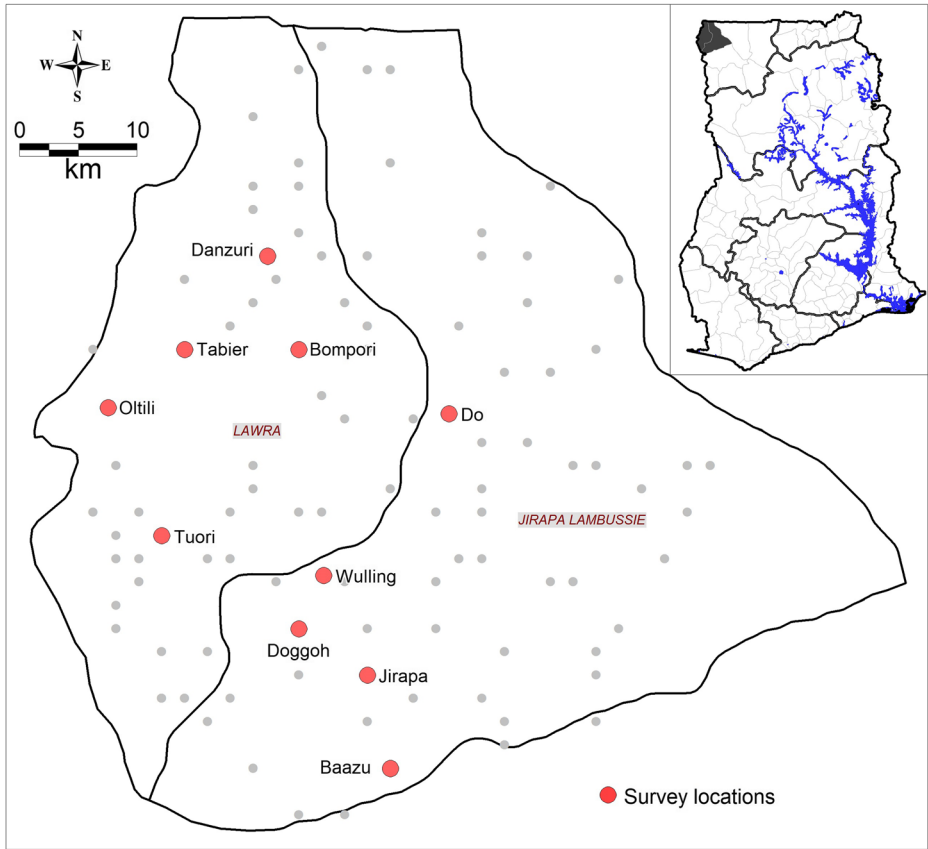 N
W E
S
0 5 10
km
Danzuri
Tabier
Bompori
Oltili
Do
LAWRA
JIRAPA LAMBUSSIE
Tuori
Wulling
Doggoh
Jirapa
Baazu
Survey locations